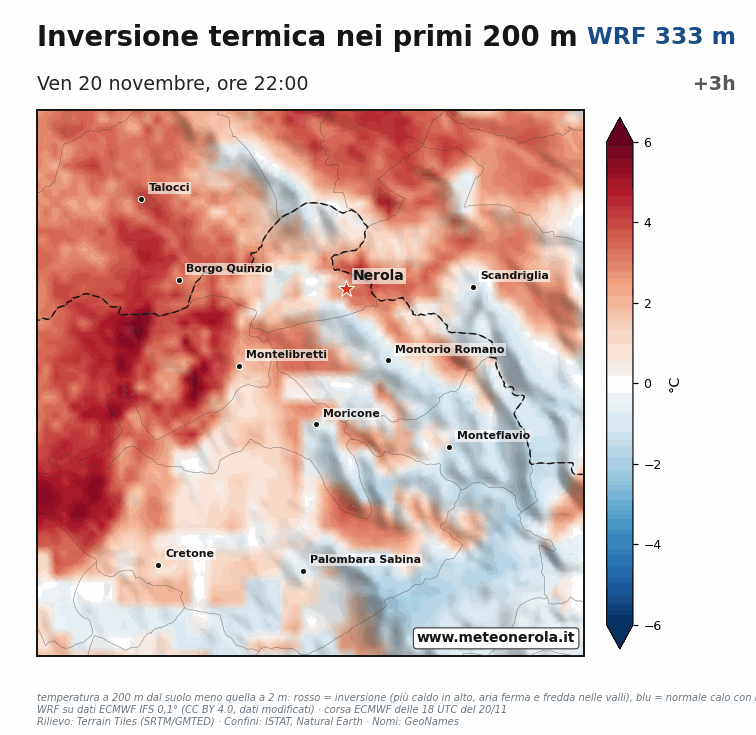 Inversione termica nei primi 200 m WRF 333 m
Ven 20 novembre, ore 22:00 +3h
Talocci
Borgo Quinzio
Nerola
Scandriglia
Montelibretti
Montorio Romano
Moricone
Monteflavio
Cretone
Palombara Sabina
www.meteonerola.it
6
4
2
0
−2
−4
−6
°C
temperatura a 200 m dal suolo meno quella a 2 m: rosso = inversione (più caldo in alto, aria ferma e fredda nelle valli), blu = normale calo con
WRF su dati ECMWF IFS 0,1° (CC BY 4.0, dati modificati) · corsa ECMWF delle 18 UTC del 20/11
Rilievo: Terrain Tiles (SRTM/GMTED) · Confini: ISTAT, Natural Earth · Nomi: GeoNames